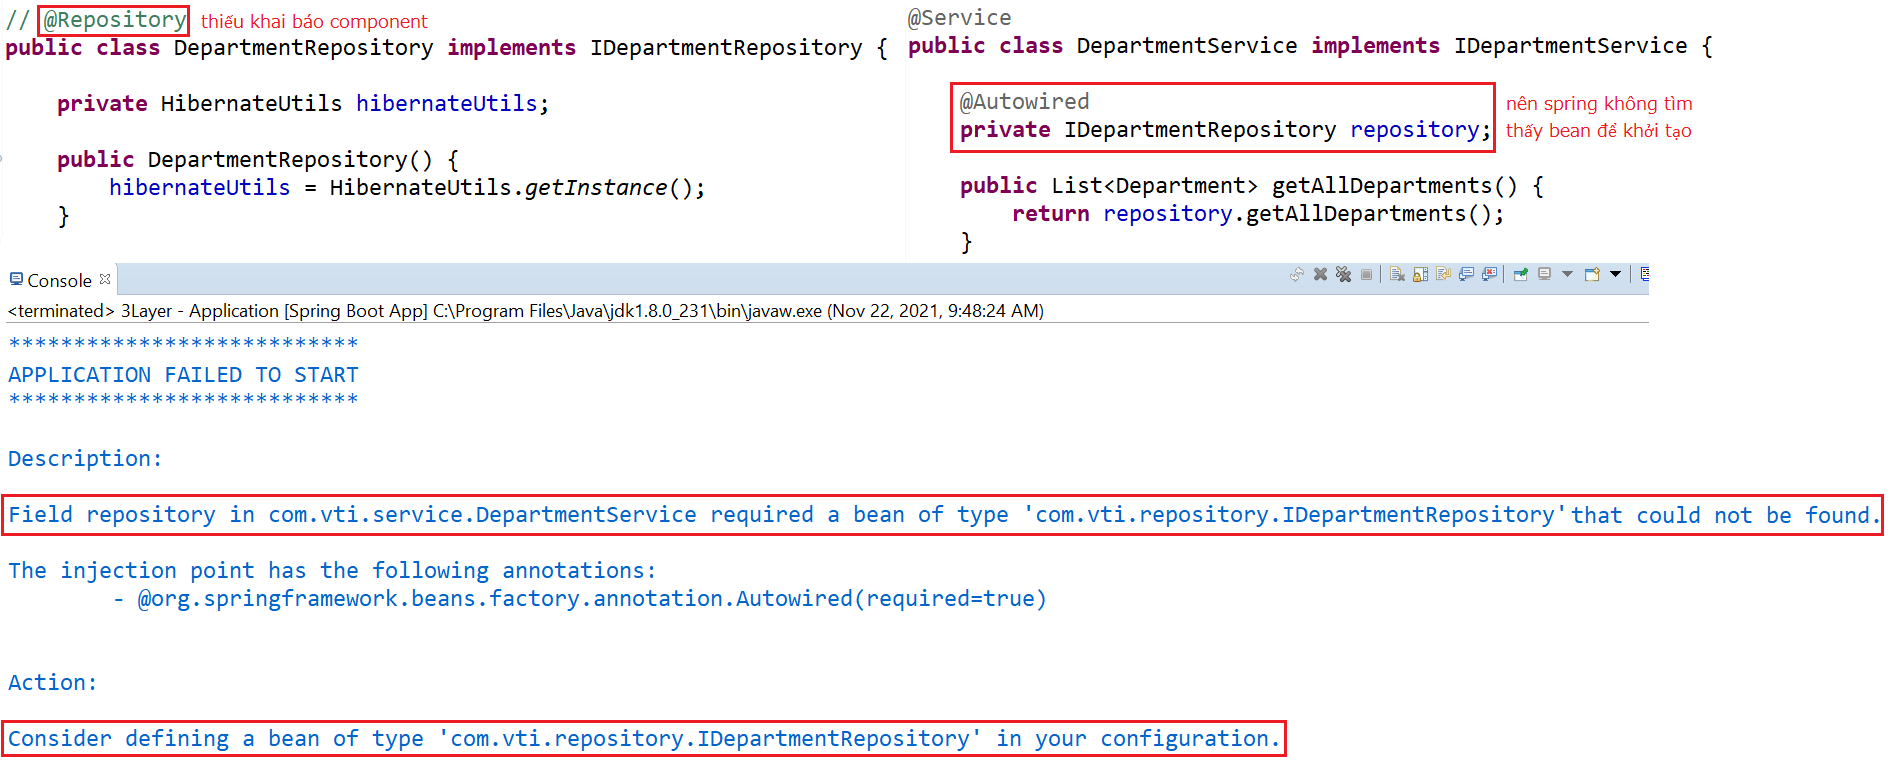 // @Repository thiếu khai báo component
public class DepartmentRepository implements IDepartmentRepository {
private HibernateUtils hibernateUtils;
public DepartmentRepository() {
hibernateUtils = HibernateUtils.getInstance();
}
@Service
public class DepartmentService implements IDepartmentService {
@Autowired
private IDepartmentRepository repository;
nên spring không tìm
thấy bean để khởi tạo
public List<Department> getAllDepartments() {
return repository.getAllDepartments();
}
Console
<terminated> 3Layer - Application [Spring Boot App] C:\Program Files\Java\jdk1.8.0_231\bin\javaw.exe (Nov 22, 2021, 9:48:24 AM)
***************************
APPLICATION FAILED TO START
***************************
Description:
Field repository in com.vti.service.DepartmentService required a bean of type 'com.vti.repository.IDepartmentRepository' that could not be found.
The injection point has the following annotations:
- @org.springframework.beans.factory.annotation.Autowired(required=true)
Action:
Consider defining a bean of type 'com.vti.repository.IDepartmentRepository' in your configuration.